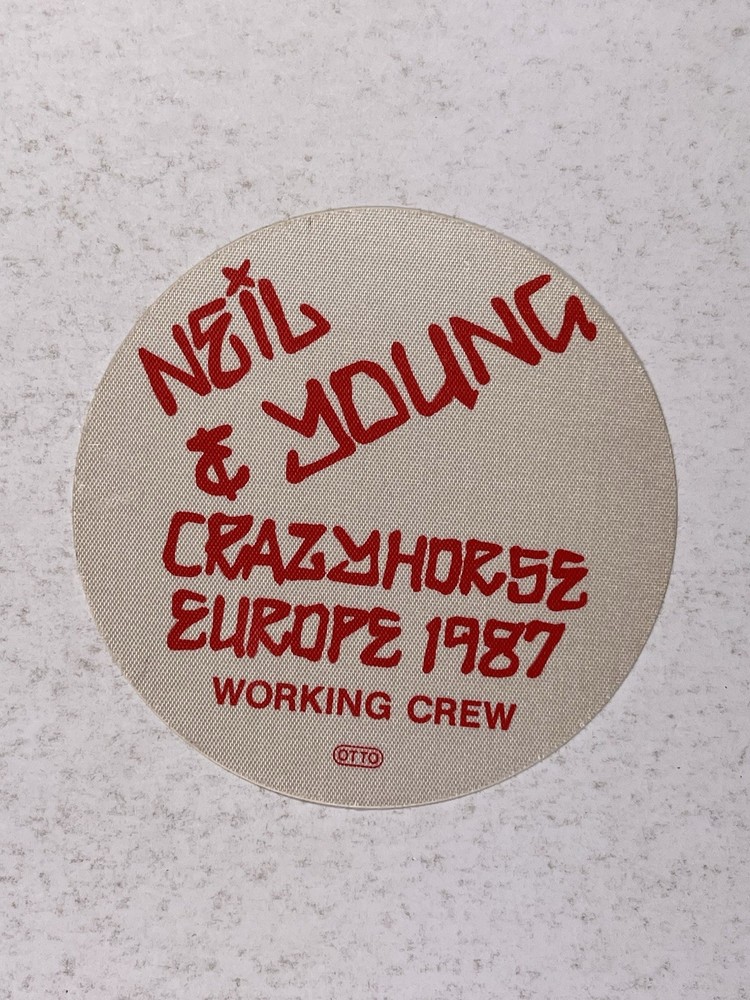 NEIL
& YOUNG
CRAZYHORSE
EUROPE 1987
WORKING CREW
OTTO